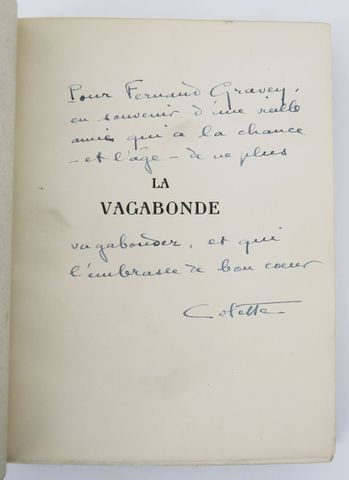 Pour Fernand Gravey,
en souvenir d'une vieille
amie qui a la chance
- et l'âge - de ne plus
LA
VAGABONDE
vagabonder, et qui
l'embrasse de bon coeur
Colette